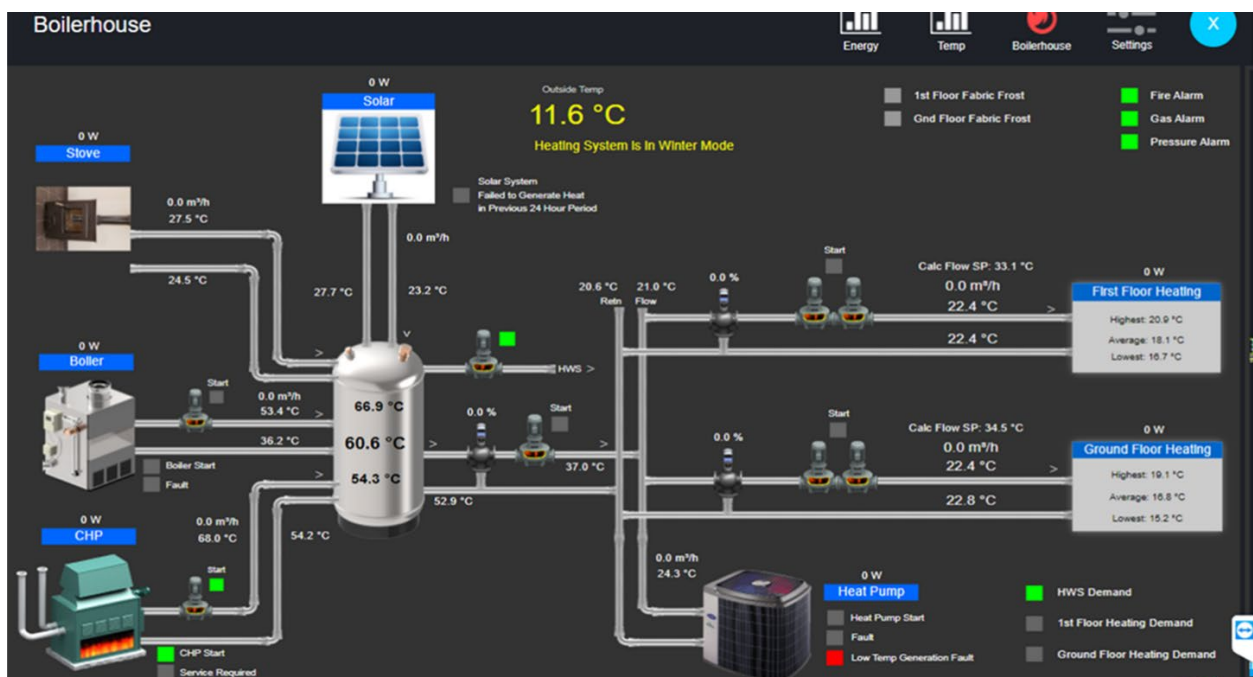 Boilerhouse
Energy
Temp
Boilerhouse
Settings
X
0 W
Solar
Outside Temp
11.6 °C
Heating System Is In Winter Mode
1st Floor Fabric Frost
Gnd Floor Fabric Frost
Fire Alarm
Gas Alarm
Pressure Alarm
0 W
Stove
0.0 m³/h
27.5 °C
24.5 °C
Solar System
Failed to Generate Heat
in Previous 24 Hour Period
0.0 m³/h
27.7 °C
23.2 °C
20.6 °C
Retn
21.0 °C
Flow
0.0 %
Start
Calc Flow SP: 33.1 °C
0.0 m³/h
22.4 °C
>
22.4 °C
0 W
First Floor Heating
Highest: 20.9 °C
Average: 18.1 °C
Lowest: 16.7 °C
0 W
Boiler
Start
0.0 m³/h
53.4 °C
>
36.2 °C
Boiler Start
Fault
>
V
66.9 °C
60.6 °C
54.3 °C
HWS >
0.0 %
Start
>
>
37.0 °C
52.9 °C
0.0 %
Start
Calc Flow SP: 34.5 °C
0.0 m³/h
22.4 °C
>
22.8 °C
0 W
Ground Floor Heating
Highest: 19.1 °C
Average: 16.8 °C
Lowest: 15.2 °C
0 W
CHP
0.0 m³/h
68.0 °C
>
54.2 °C
Start
CHP Start
Service Required
0.0 m³/h
24.3 °C
0 W
Heat Pump
Heat Pump Start
Fault
Low Temp Generation Fault
HWS Demand
1st Floor Heating Demand
Ground Floor Heating Demand